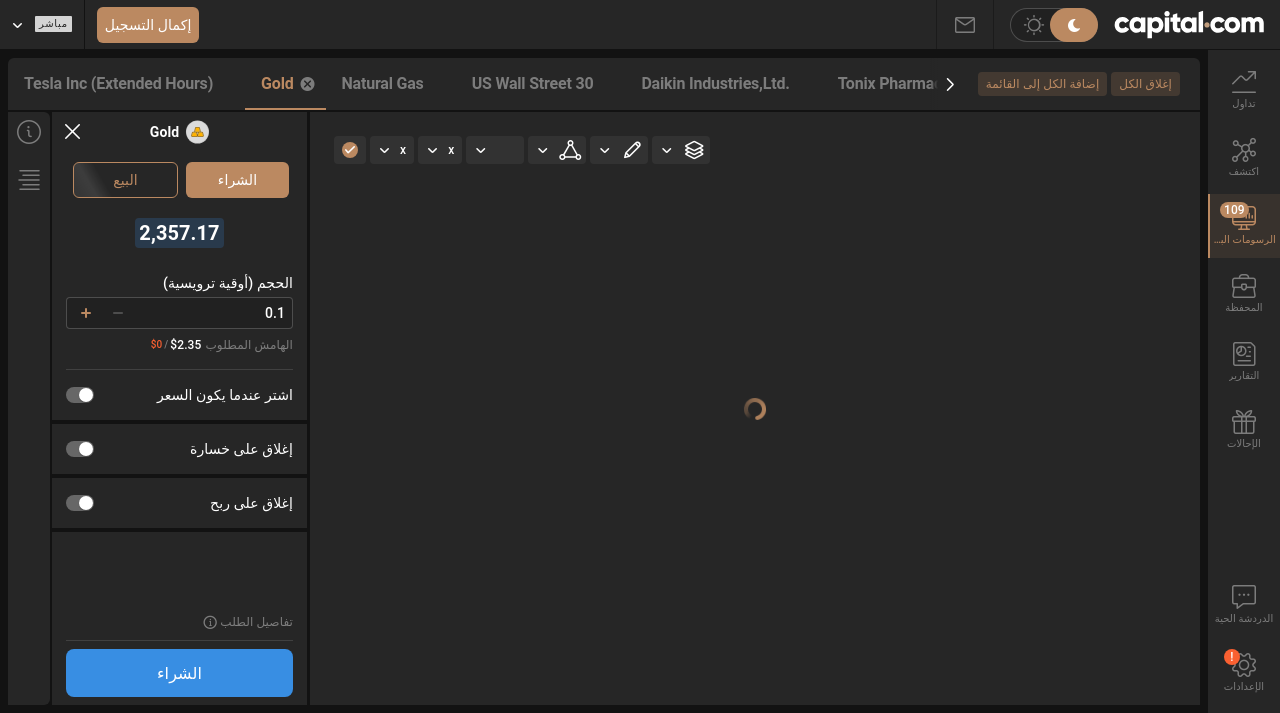 capital.com
إكمال التسجيل
مباشر
Tesla Inc (Extended Hours)
Gold
Natural Gas
US Wall Street 30
Daikin Industries,Ltd.
Tonix Pharmac
إضافة الكل إلى القائمة
إغلاق الكل
Gold
الشراء
البيع
2,357.17
الحجم (أوقية ترويسية)
0.1
الهامش المطلوب $2.35 / $0
اشتر عندما يكون السعر
إغلاق على خسارة
إغلاق على ربح
تفاصيل الطلب
الشراء
x
x
تداول
اكتشف
109
الرسومات البـ...
المحفظة
التقارير
الإحالات
الدردشة الحية
!
الإعدادات